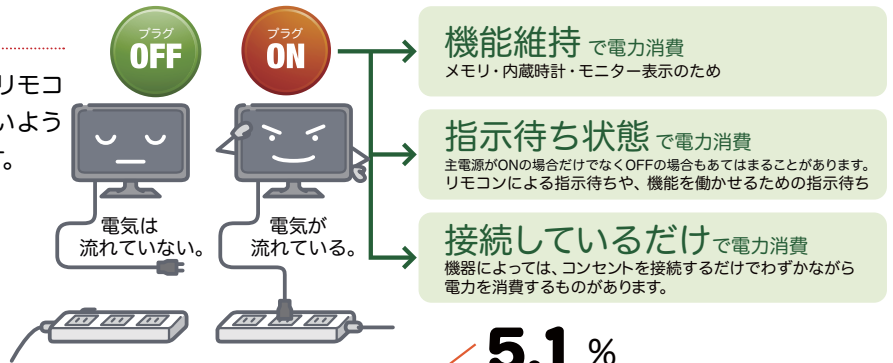 リモコ
いよう
す。
プラグ
OFF
プラグ
ON
電気は
流れていない。
電気が
流れている。
機能維持で電力消費
メモリ・内蔵時計・モニター表示のため
指示待ち状態で電力消費
主電源がONの場合だけでなくOFFの場合もあてはまることがあります。
リモコンによる指示待ちや、機能を働かせるための指示待ち
接続しているだけで電力消費
機器によっては、コンセントを接続するだけでわずかながら
電力を消費するものがあります。
5.1 %